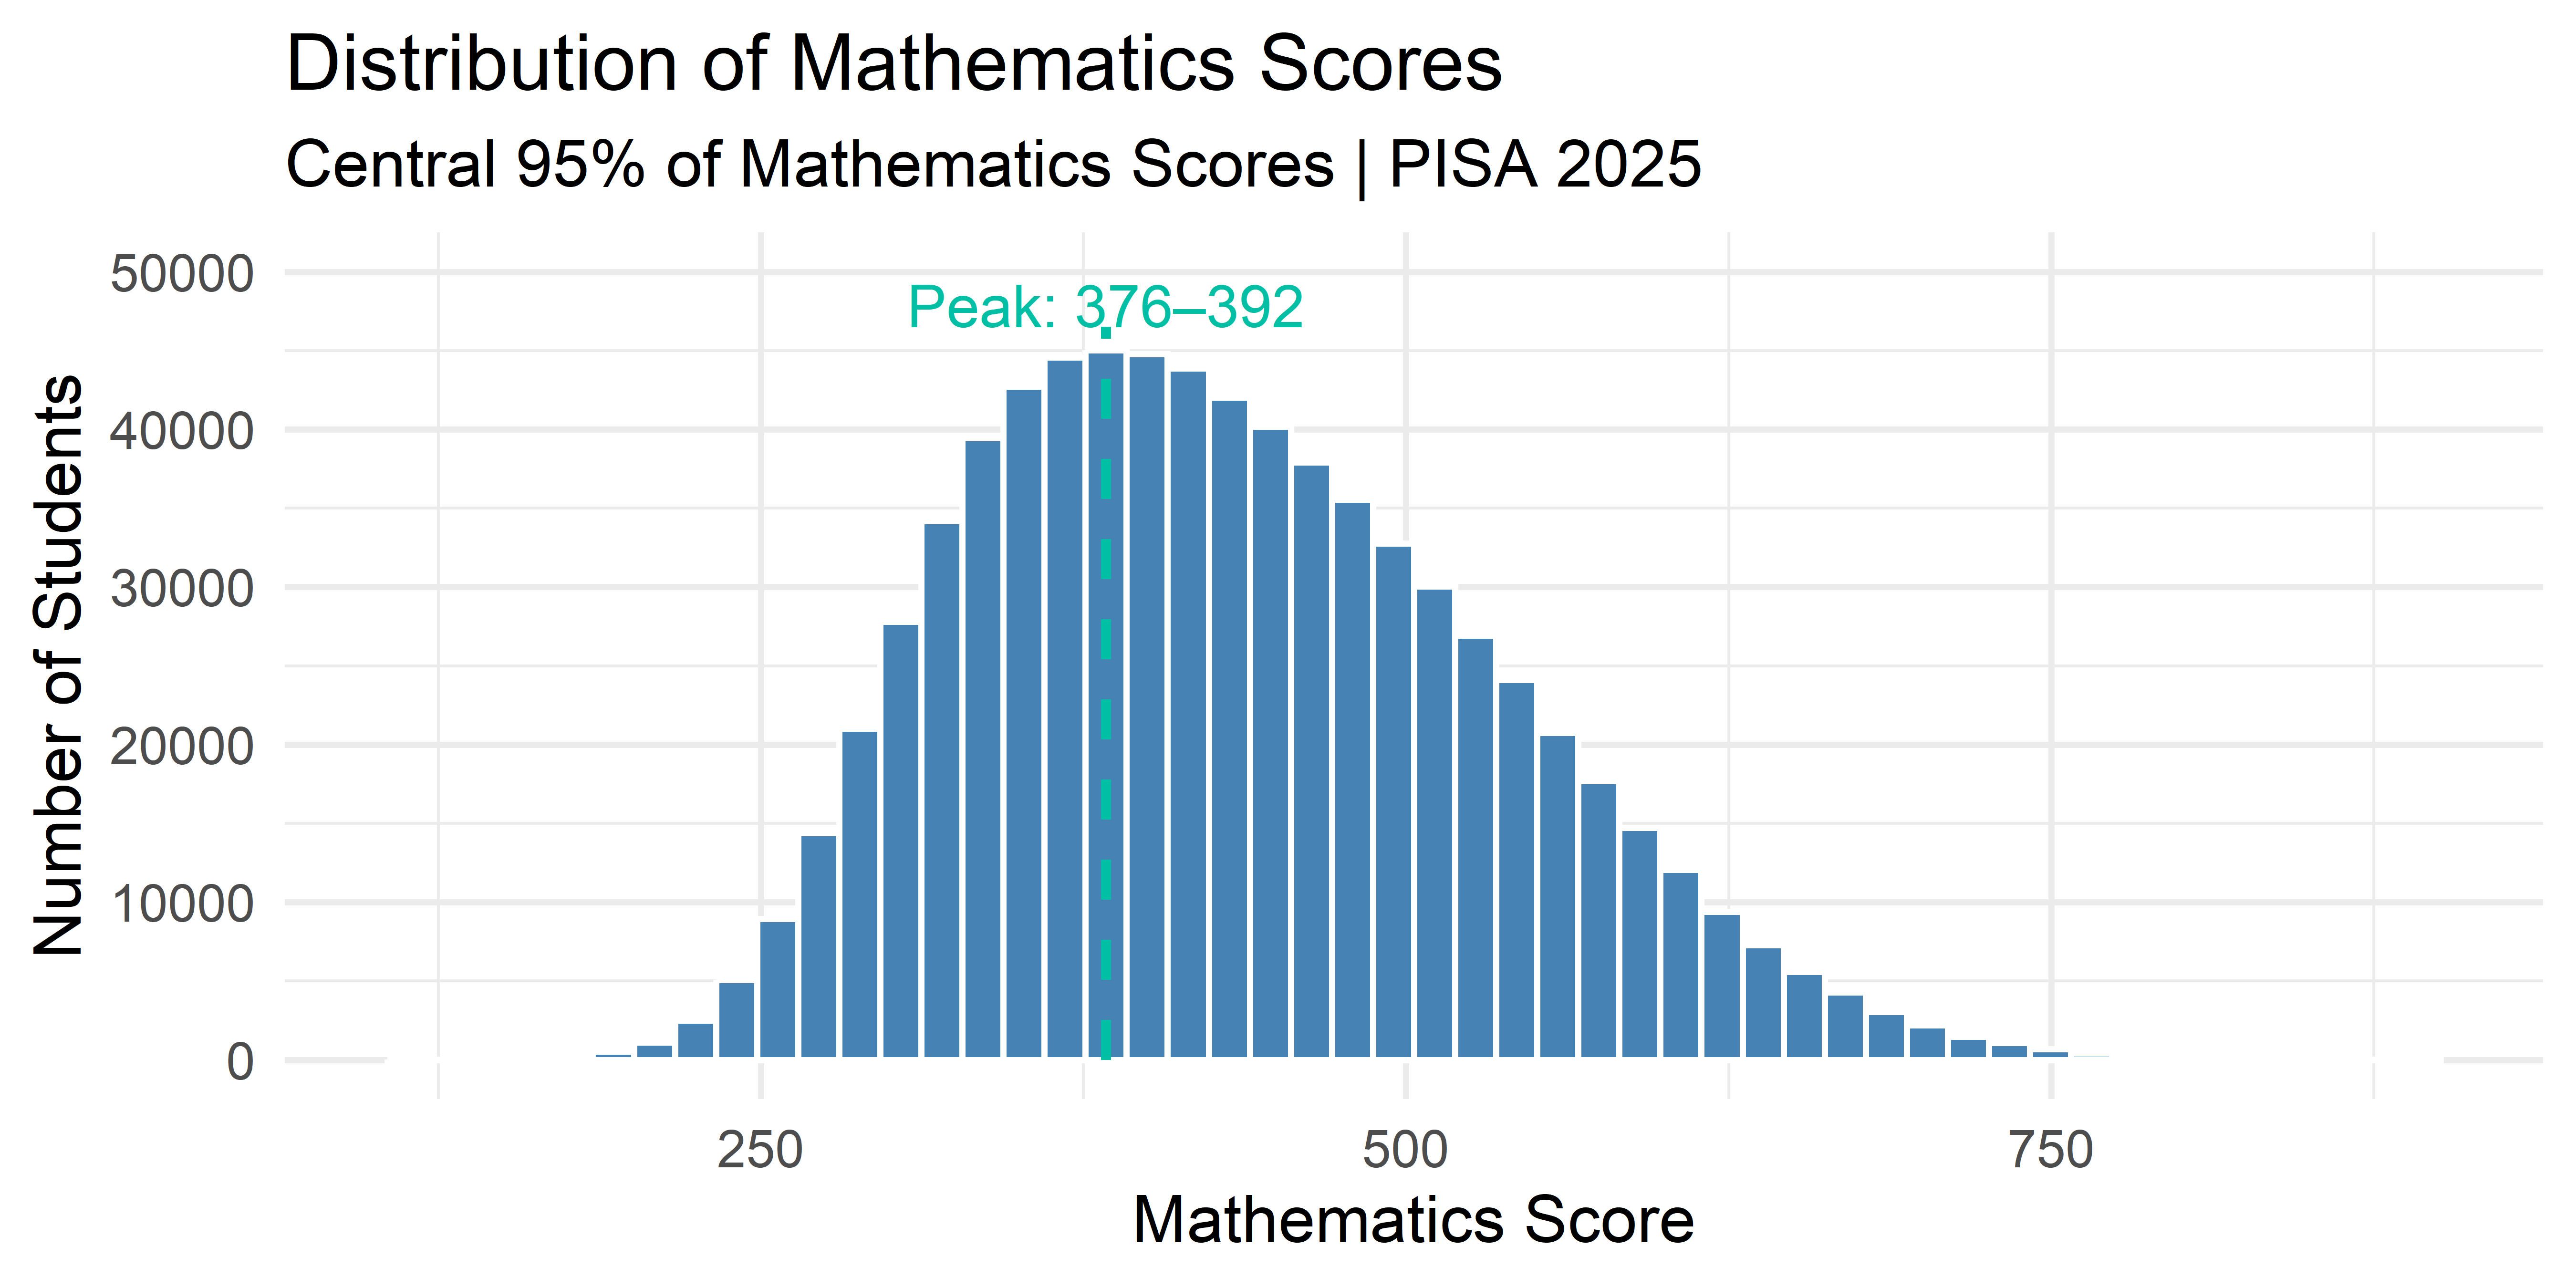 Distribution of Mathematics Scores
Central 95% of Mathematics Scores | PISA 2025
Number of Students
50000
40000
30000
20000
10000
0
Peak: 376–392
250
500
750
Mathematics Score